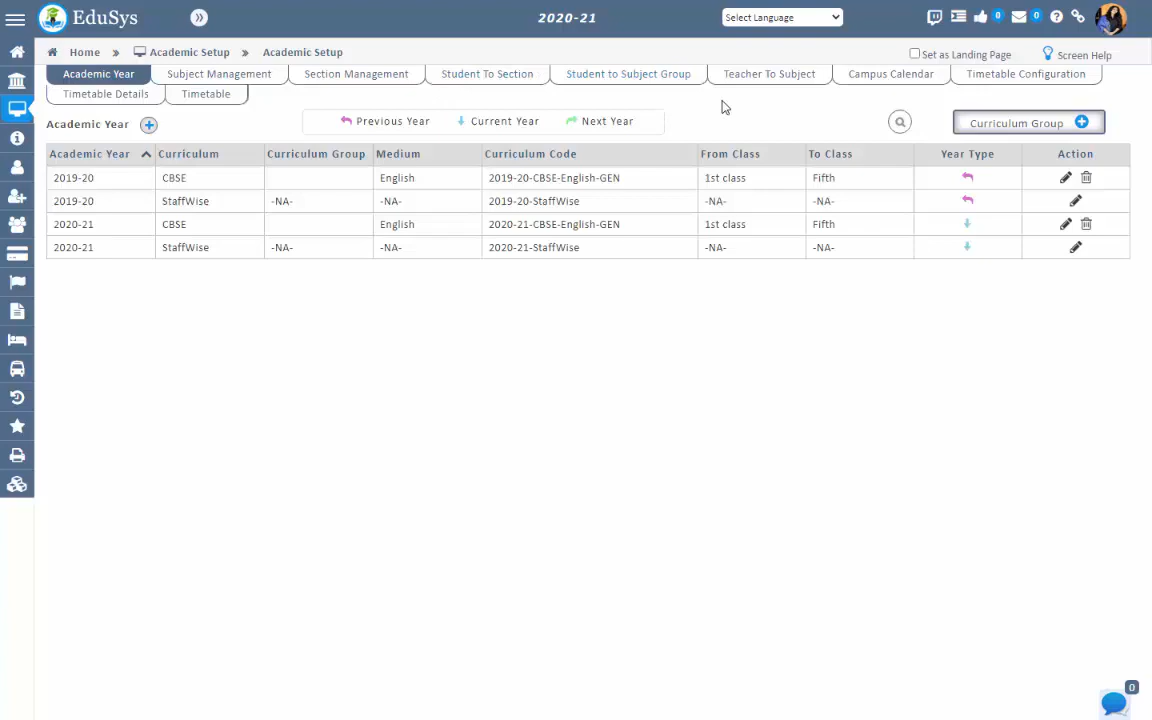 EduSys » 2020-21 Select Language 0 0
Home » Academic Setup » Academic Setup Set as Landing Page Screen Help
Academic Year Subject Management Section Management Student To Section Student to Subject Group Teacher To Subject Campus Calendar Timetable Configuration
Timetable Details Timetable
Academic Year Previous Year Current Year Next Year Curriculum Group
Academic Year Curriculum Curriculum Group Medium Curriculum Code From Class To Class Year Type Action
2019-20 CBSE English 2019-20-CBSE-English-GEN 1st class Fifth
2019-20 StaffWise -NA- -NA- 2019-20-StaffWise -NA- -NA-
2020-21 CBSE English 2020-21-CBSE-English-GEN 1st class Fifth
2020-21 StaffWise -NA- -NA- 2020-21-StaffWise -NA- -NA-
0